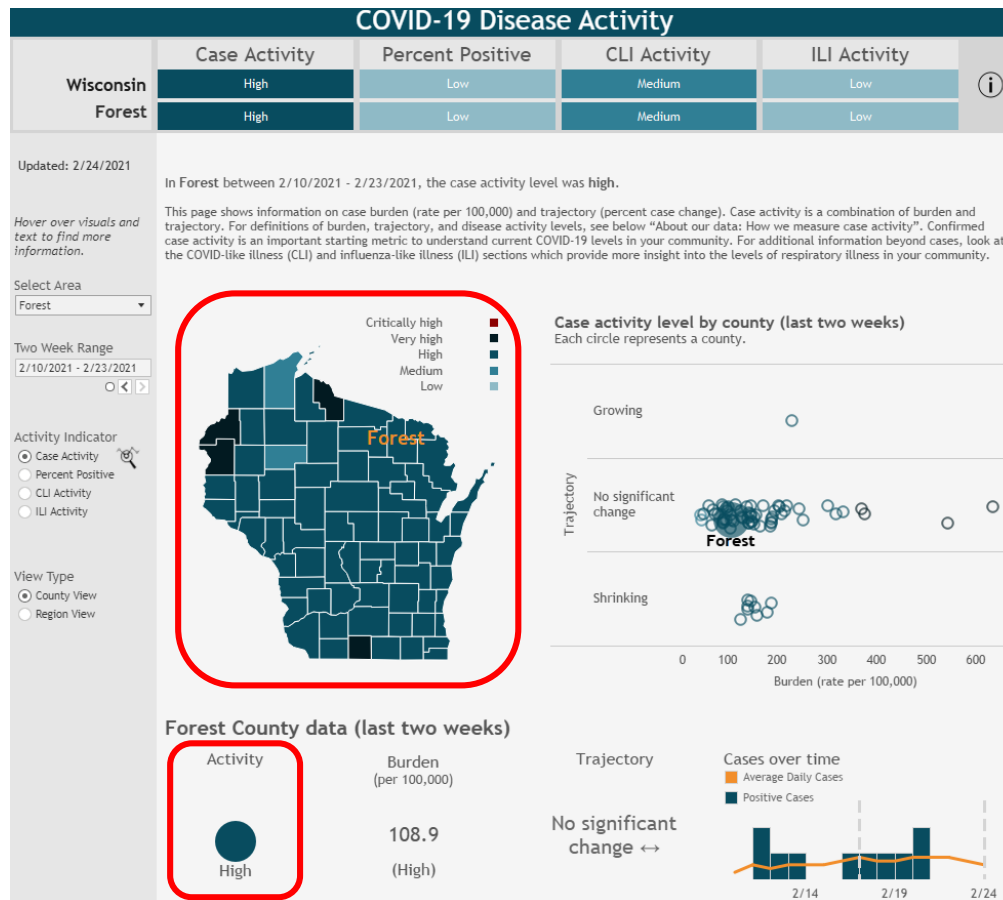 COVID-19 Disease Activity
Case Activity
Percent Positive
CLI Activity
ILI Activity
Wisconsin
High
Low
Medium
Low
Forest
High
Low
Medium
Low
Updated: 2/24/2021
Hover over visuals and
text to find more
information.
Select Area
Forest
Two Week Range
2/10/2021 - 2/23/2021
Activity Indicator
Case Activity
Percent Positive
CLI Activity
ILI Activity
View Type
County View
Region View
In Forest between 2/10/2021 - 2/23/2021, the case activity level was high.
This page shows information on case burden (rate per 100,000) and trajectory (percent case change). Case activity is a combination of burden and
trajectory. For definitions of burden, trajectory, and disease activity levels, see below “About our data: How we measure case activity”. Confirmed
case activity is an important starting metric to understand current COVID-19 levels in your community. For additional information beyond cases, look at
the COVID-like illness (CLI) and influenza-like illness (ILI) sections which provide more insight into the levels of respiratory illness in your community.
Critically high
Very high
High
Medium
Low
Forest
Case activity level by county (last two weeks)
Each circle represents a county.
Trajectory
Growing
No significant
change
Forest
Shrinking
0 100 200 300 400 500 600
Burden (rate per 100,000)
Forest County data (last two weeks)
Activity
High
Burden
(per 100,000)
108.9
(High)
Trajectory
No significant
change ↔
Cases over time
Average Daily Cases
Positive Cases
2/14 2/19 2/24